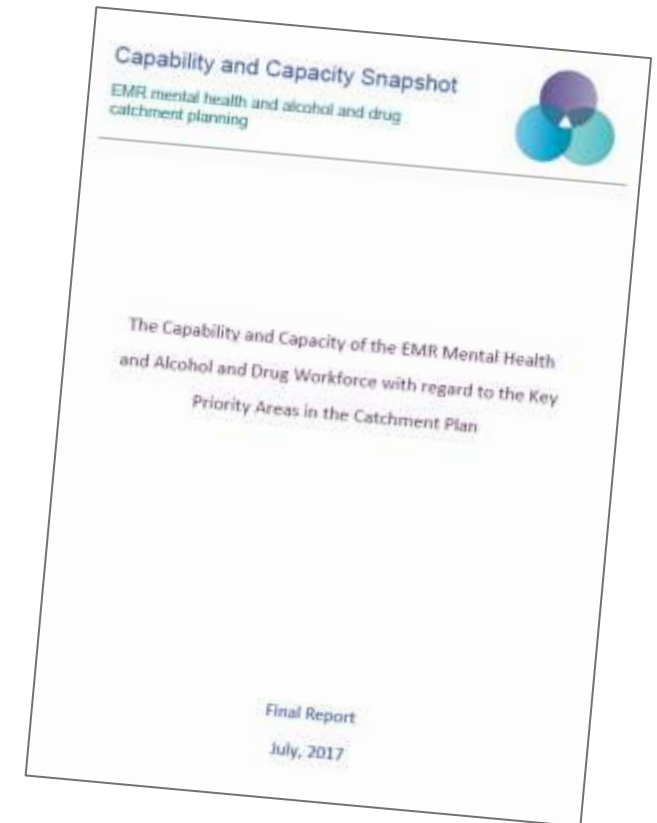 Capability and Capacity Snapshot
EMR mental health and alcohol and drug
catchment planning
The Capability and Capacity of the EMR Mental Health
and Alcohol and Drug Workforce with regard to the Key
Priority Areas in the Catchment Plan
Final Report
July, 2017